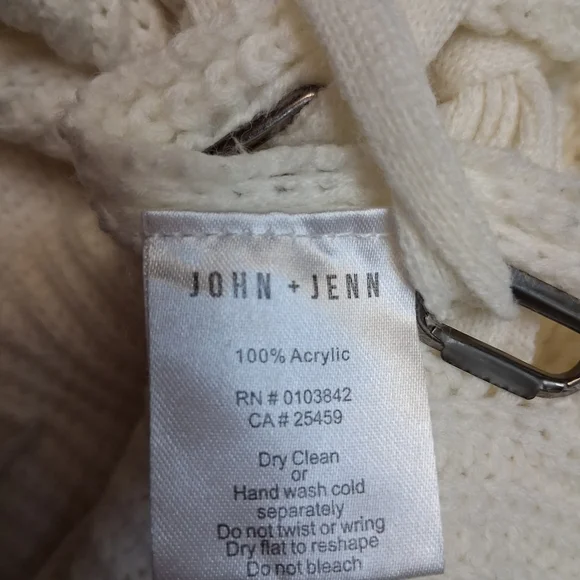 JOHN + JENN
100% Acrylic
RN # 0103842
CA # 25459
Dry Clean
or
Hand wash cold
separately
Do not twist or wring
Dry flat to reshape
Do not bleach